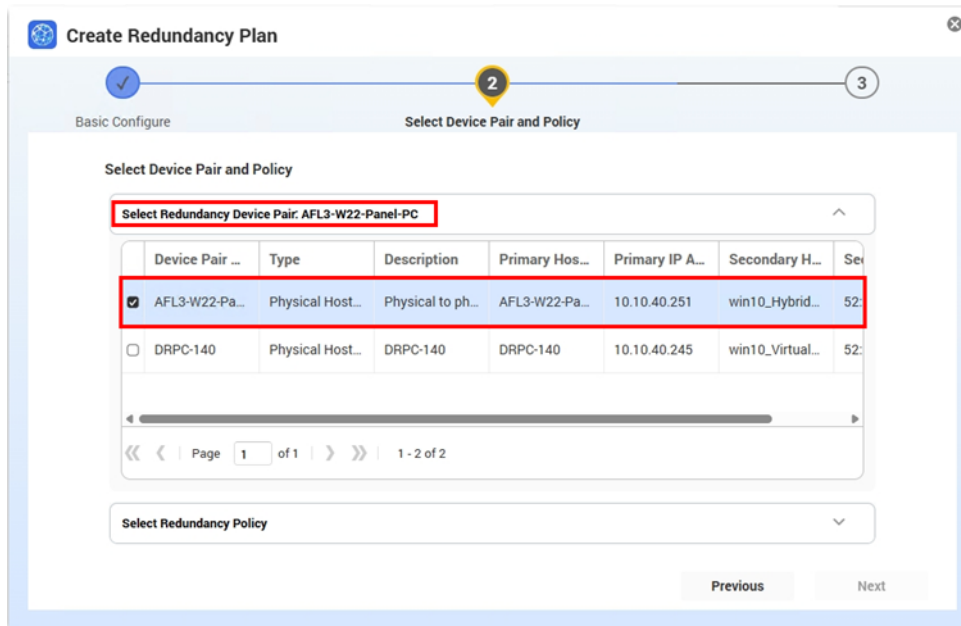 Create Redundancy Plan
2
3
Basic Configure
Select Device Pair and Policy
Select Device Pair and Policy
Select Redundancy Device Pair: AFL3-W22-Panel-PC
Device Pair ... Type Description Primary Hos... Primary IP A... Secondary H... Se
AFL3-W22-Pa... Physical Host... Physical to ph... AFL3-W22-Pa... 10.10.40.251 win10_Hybrid... 52:
DRPC-140 Physical Host... DRPC-140 DRPC-140 10.10.40.245 win10_Virtual... 52:
Page 1 of 1 1 - 2 of 2
Select Redundancy Policy
Previous Next